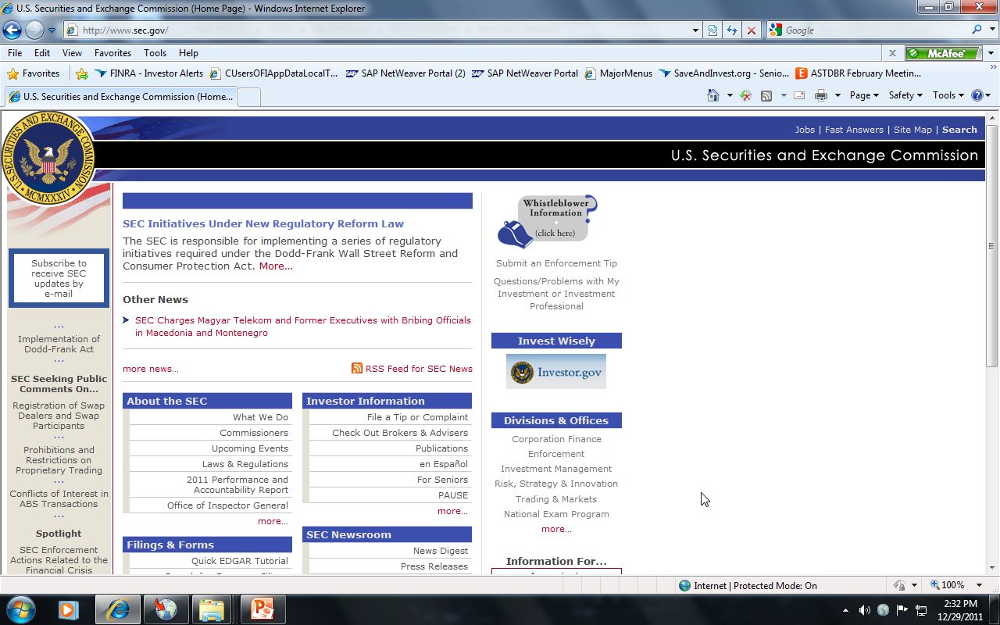 U.S. Securities and Exchange Commission (Home Page) - Windows Internet Explorer
http://www.sec.gov/
Google
File Edit View Favorites Tools Help
McAfee
Favorites FINRA - Investor Alerts CUsersOFIAppDataLocalT... SAP NetWeaver Portal (2) SAP NetWeaver Portal MajorMenus SaveAndInvest.org - Senio... ASTDBR February Meetin...
U.S. Securities and Exchange Commission (Home... Page Safety Tools
Jobs | Fast Answers | Site Map | Search
U.S. Securities and Exchange Commission
U.S. SECURITIES AND EXCHANGE COMMISSION
MCMXXXIV
Subscribe to
receive SEC
updates by
e-mail
...
Implementation of
Dodd-Frank Act
...
SEC Seeking Public
Comments On...
Registration of Swap
Dealers and Swap
Participants
...
Prohibitions and
Restrictions on
Proprietary Trading
...
Conflicts of Interest in
ABS Transactions
...
Spotlight
SEC Enforcement
Actions Related to the
Financial Crisis
SEC Initiatives Under New Regulatory Reform Law
The SEC is responsible for implementing a series of regulatory
initiatives required under the Dodd-Frank Wall Street Reform and
Consumer Protection Act. More...
Other News
SEC Charges Magyar Telekom and Former Executives with Bribing Officials
in Macedonia and Montenegro
more news... RSS Feed for SEC News
About the SEC
What We Do
Commissioners
Upcoming Events
Laws & Regulations
2011 Performance and
Accountability Report
Office of Inspector General
more...
Filings & Forms
Quick EDGAR Tutorial
Investor Information
File a Tip or Complaint
Check Out Brokers & Advisers
Publications
en Español
For Seniors
PAUSE
more...
SEC Newsroom
News Digest
Press Releases
Whistleblower
Information
(click here)
Submit an Enforcement Tip
Questions/Problems with My
Investment or Investment
Professional
Invest Wisely
Investor.gov
Divisions & Offices
Corporation Finance
Enforcement
Investment Management
Risk, Strategy & Innovation
Trading & Markets
National Exam Program
more...
Information For...
Internet | Protected Mode: On 100%
2:32 PM
12/29/2011